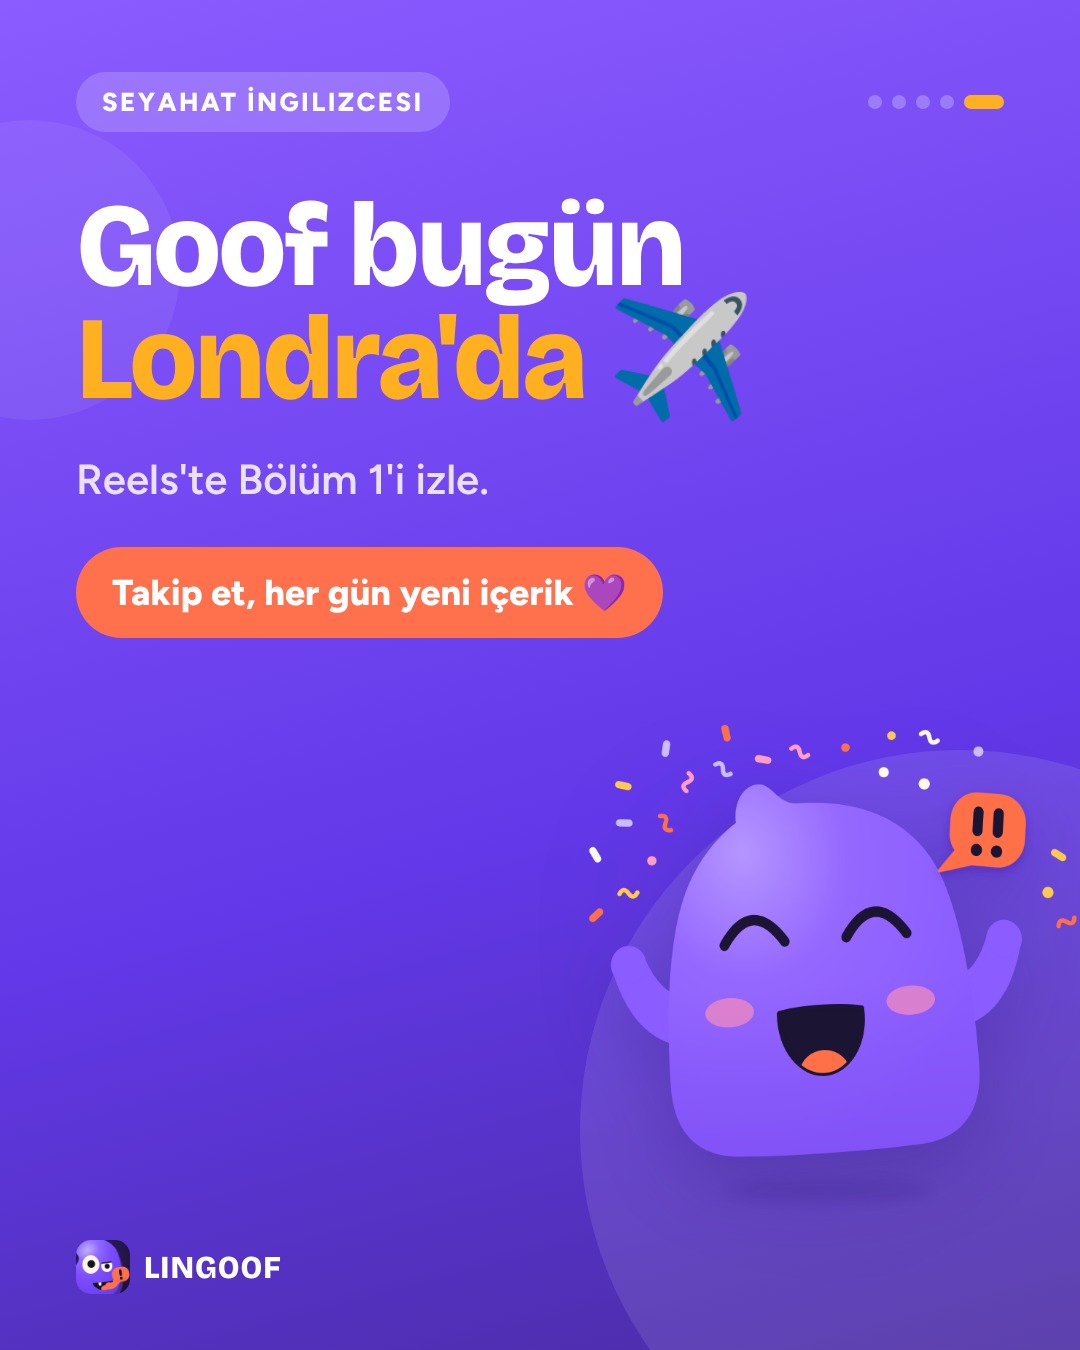 SEYAHAT İNGILIZCESI
Goof bugün
Londra'da ✈️
Reels'te Bölüm 1'i izle.
Takip et, her gün yeni içerik 💜
!!
LINGOOF